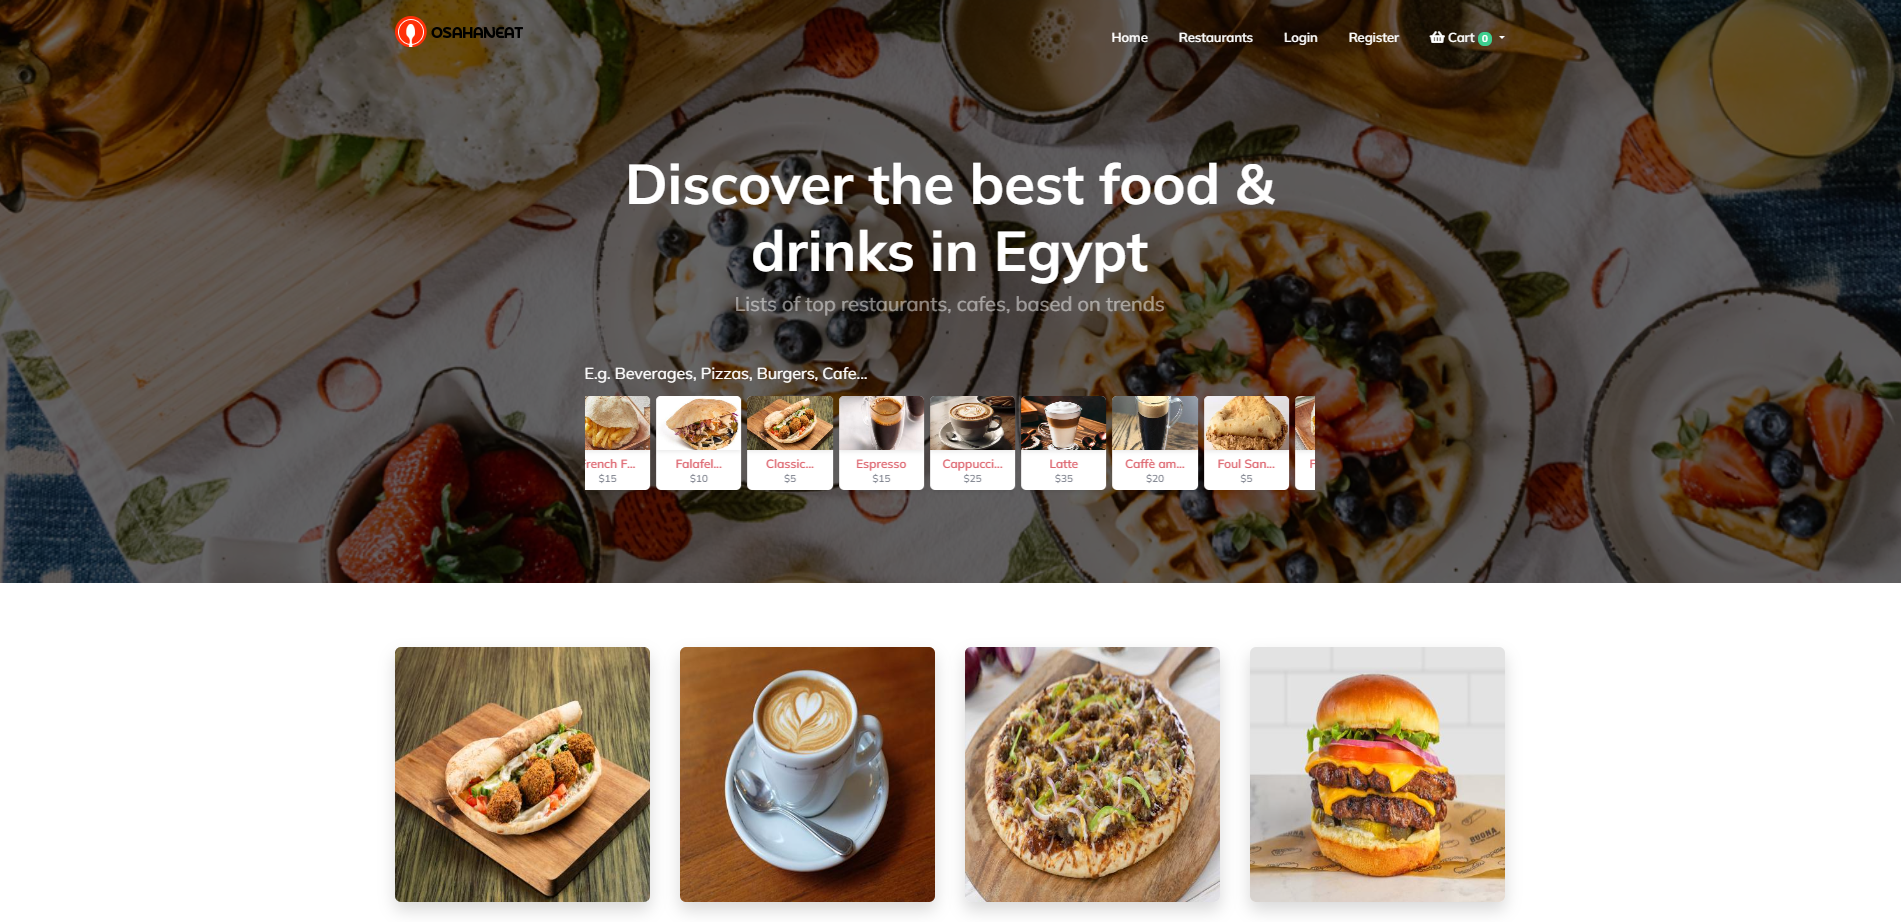 OSAHANEAT
Home Restaurants Login Register Cart 0
Discover the best food &
drinks in Egypt
Lists of top restaurants, cafes, based on trends
E.g. Beverages, Pizzas, Burgers, Cafe...
rench F... Falafel... Classic... Espresso Cappucci... Latte Caffè am... Foul San... F
$15 $10 $5 $15 $25 $35 $20 $5
BUONA